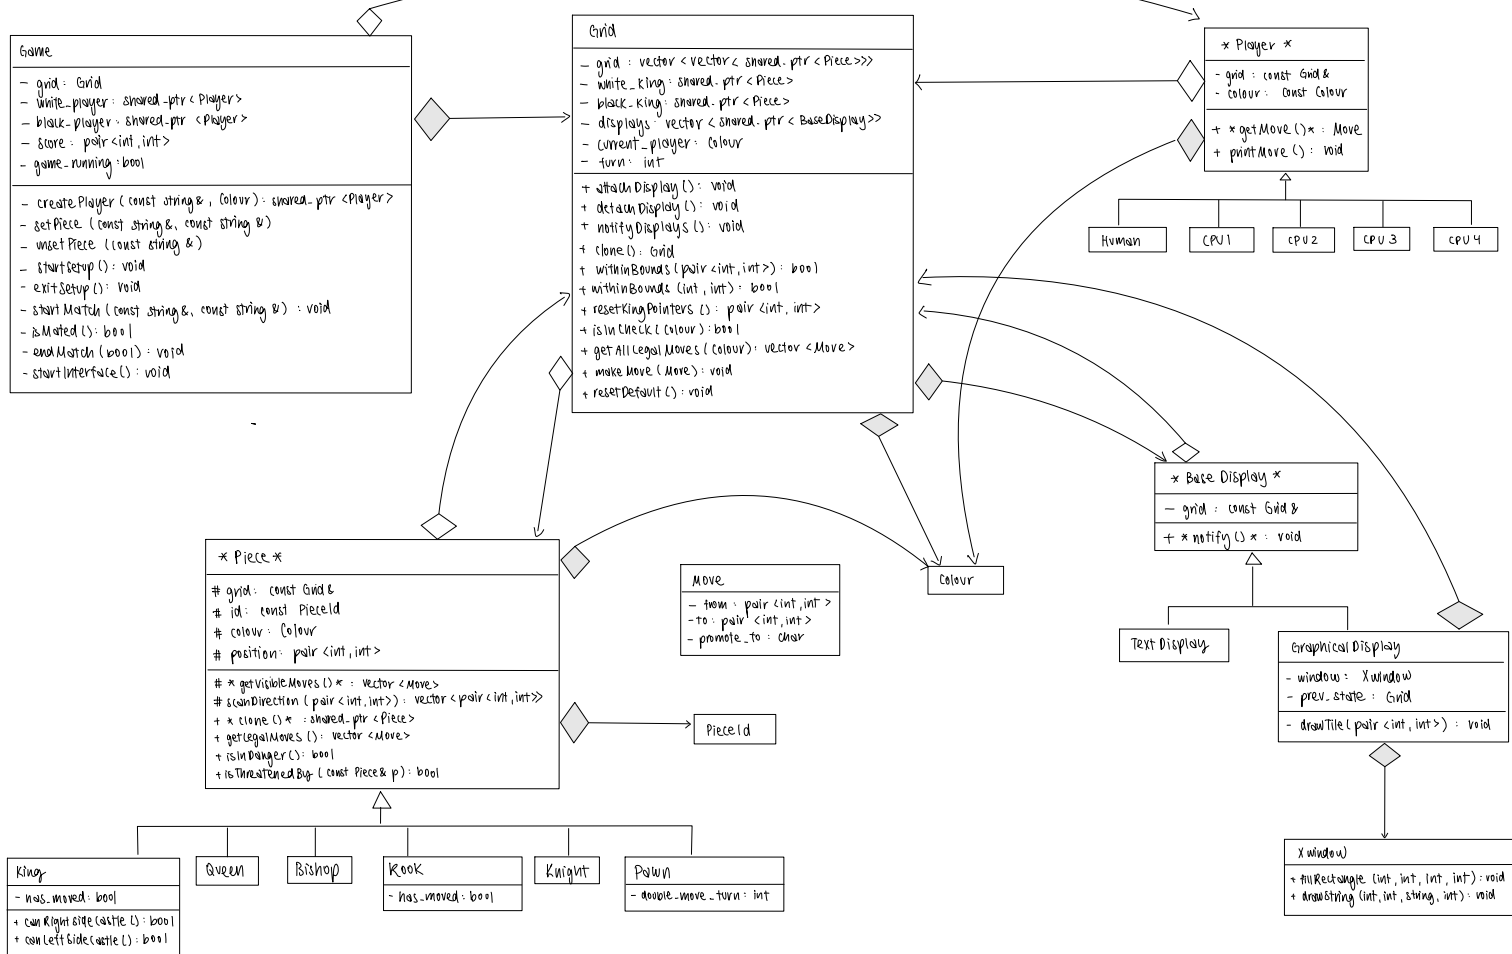 Game
- grid : Grid
- white_player : shared_ptr <Player>
- black_player : shared_ptr <Player>
- score : pair <int, int>
- game_running : bool
- createPlayer (const string &, Colour) : shared_ptr <Player>
- setPiece (const string &, const string &)
- unsetPiece (const string &)
- startSetup () : void
- exitSetup () : void
- startMatch (const string &, const string &) : void
- isMated () : bool
- endMatch (bool) : void
- startInterface () : void
Grid
- grid : vector < vector < shared_ptr < Piece>>>
- white_king : shared_ptr <Piece>
- black_king : shared_ptr <Piece>
- displays : vector < shared_ptr < BaseDisplay>>
- current_player : Colour
- turn : int
+ attachDisplay () : void
+ detachDisplay () : void
+ notifyDisplays () : void
+ clone () : Grid
+ withinBounds (pair <int, int>) : bool
+ withinBounds (int, int) : bool
+ resetKingPointers () : pair <int, int>
+ isInCheck (Colour) : bool
+ getAllLegalMoves (Colour) : vector <Move>
+ makeMove (Move) : void
+ resetDefault () : void
* Player *
- grid : const Grid &
- colour : const Colour
+ *getMove ()* : Move
+ printMove () : void
Human
CPU1
CPU2
CPU 3
CPU 4
* Base Display *
- grid : const Grid &
+ * notify () * : void
Text Display
Graphical Display
- window : Xwindow
- prev_state : Grid
- drawTile (pair <int, int>) : void
Xwindow
+ fillRectangle (int, int, int, int) : void
+ drawString (int, int, string, int) : void
* Piece *
# grid : const Grid &
# id : const PieceId
# colour : Colour
# position : pair <int, int>
# * getVisibleMoves () * : vector <Move>
# scanDirection (pair <int, int>) : vector <pair <int, int>>
+ * clone () * : shared_ptr <Piece>
+ getLegalMoves () : vector <Move>
+ isInDanger () : bool
+ isThreatenedBy (const Piece & p) : bool
Move
- from : pair <int, int>
- to : pair <int, int>
- promote_to : char
Colour
PieceId
King
- has_moved : bool
+ canRightSideCastle () : bool
+ canLeftSideCastle () : bool
Queen
Bishop
Rook
- has_moved : bool
Knight
Pawn
- double_move_turn : int